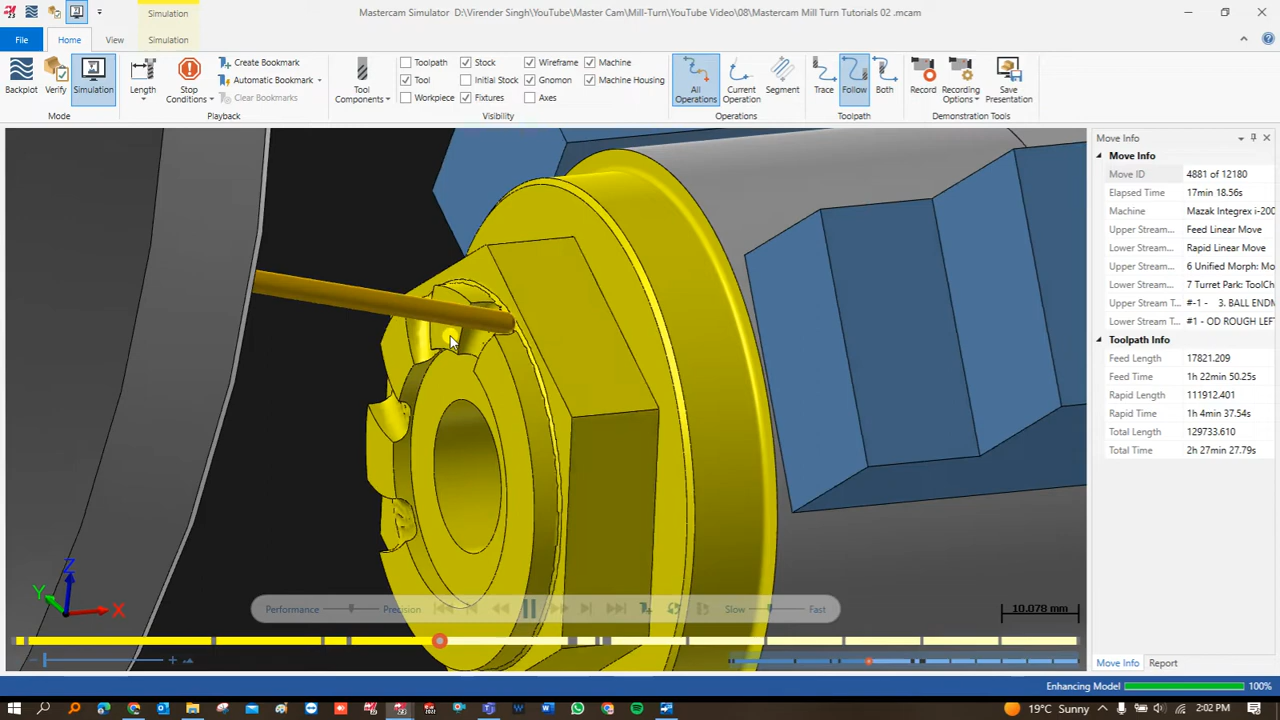 Simulation
Mastercam Simulator D:\Virender Singh\YouTube\Master Cam\Mill-Turn\YouTube Video\08\Mastercam Mill Turn Tutorials 02 .mcam
File
Home
View
Simulation
Backplot
Verify
Simulation
Mode
Length
Stop Conditions
Create Bookmark
Automatic Bookmark
Clear Bookmarks
Playback
Tool Components
Toolpath
Tool
Workpiece
Stock
Initial Stock
Fixtures
Wireframe
Gnomon
Axes
Machine
Machine Housing
Visibility
All Operations
Current Operation
Segment
Operations
Trace
Follow
Both
Toolpath
Record
Recording Options
Save Presentation
Demonstration Tools
Move Info
Move Info
Move ID 4881 of 12180
Elapsed Time 17min 18.56s
Machine Mazak Integrex i-200
Upper Stream... Feed Linear Move
Lower Stream... Rapid Linear Move
Upper Stream... 6 Unified Morph: Mo
Lower Stream... 7 Turret Park: ToolCh
Upper Stream T... #-1 - 3. BALL ENDM
Lower Stream T... #1 - OD ROUGH LEFT
Toolpath Info
Feed Length 17821.209
Feed Time 1h 22min 50.25s
Rapid Length 111912.401
Rapid Time 1h 4min 37.54s
Total Length 129733.610
Total Time 2h 27min 27.79s
Z
Y
X
10.078 mm
Performance Precision
Slow Fast
Move Info Report
Enhancing Model 100%
19°C Sunny
ENG
2:02 PM